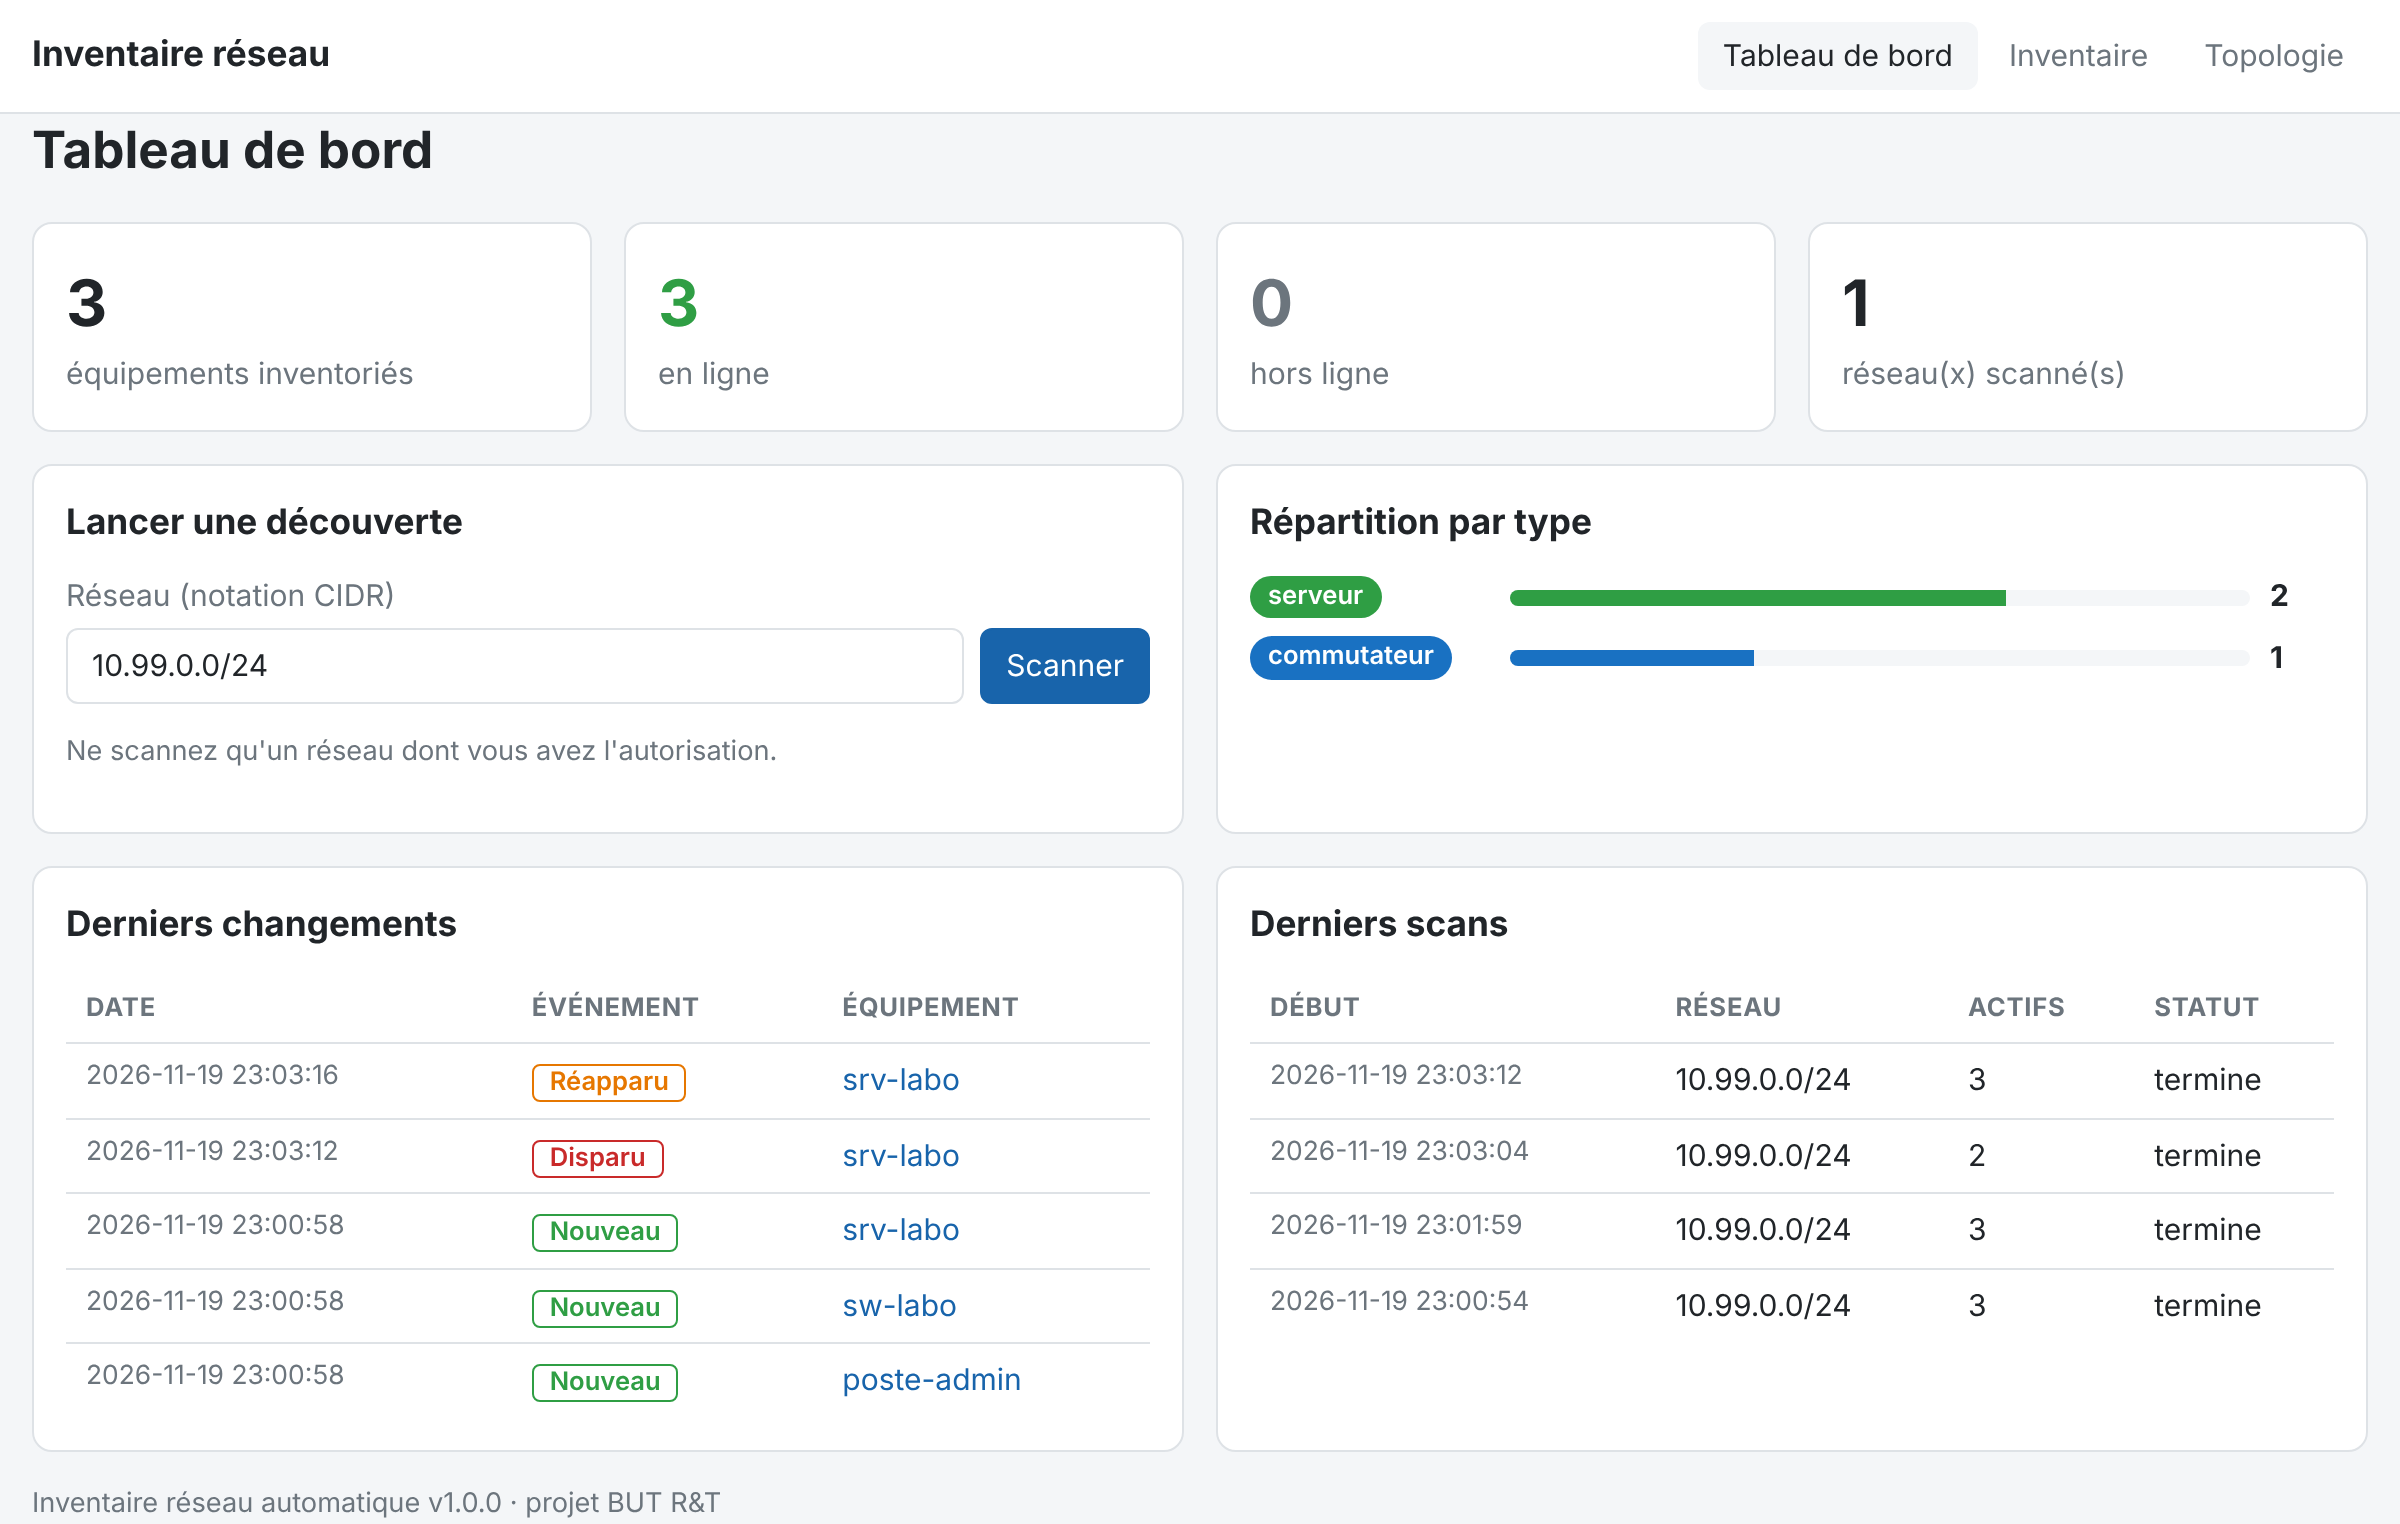 Inventaire réseau
Tableau de bord Inventaire Topologie
Tableau de bord
3
équipements inventoriés
3
en ligne
0
hors ligne
1
réseau(x) scanné(s)
Lancer une découverte
Réseau (notation CIDR)
10.99.0.0/24 Scanner
Ne scannez qu'un réseau dont vous avez l'autorisation.
Répartition par type
serveur 2
commutateur 1
Derniers changements
DATE ÉVÉNEMENT ÉQUIPEMENT
2026-11-19 23:03:16 Réapparu srv-labo
2026-11-19 23:03:12 Disparu srv-labo
2026-11-19 23:00:58 Nouveau srv-labo
2026-11-19 23:00:58 Nouveau sw-labo
2026-11-19 23:00:58 Nouveau poste-admin
Derniers scans
DÉBUT RÉSEAU ACTIFS STATUT
2026-11-19 23:03:12 10.99.0.0/24 3 termine
2026-11-19 23:03:04 10.99.0.0/24 2 termine
2026-11-19 23:01:59 10.99.0.0/24 3 termine
2026-11-19 23:00:54 10.99.0.0/24 3 termine
Inventaire réseau automatique v1.0.0 · projet BUT R&T